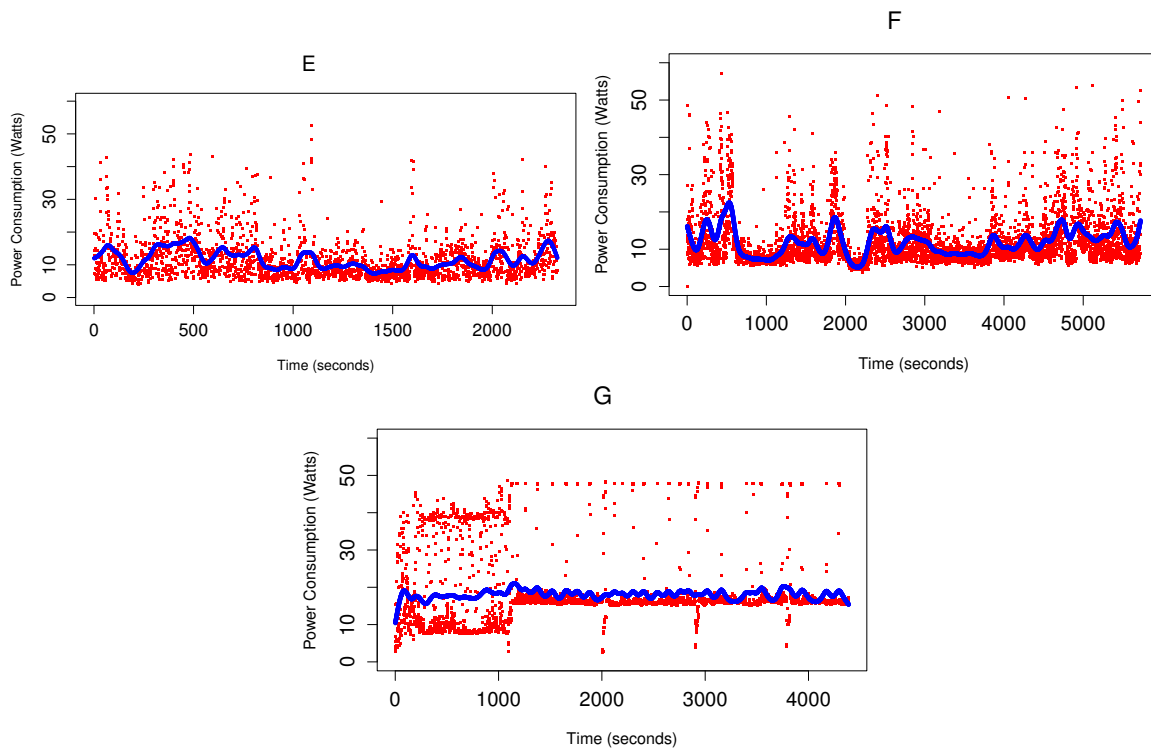 E
Power Consumption (Watts)
0 10 30 50
0 500 1000 1500 2000
Time (seconds)
F
Power Consumption (Watts)
0 10 30 50
0 1000 2000 3000 4000 5000
Time (seconds)
G
Power Consumption (Watts)
0 10 30 50
0 1000 2000 3000 4000
Time (seconds)